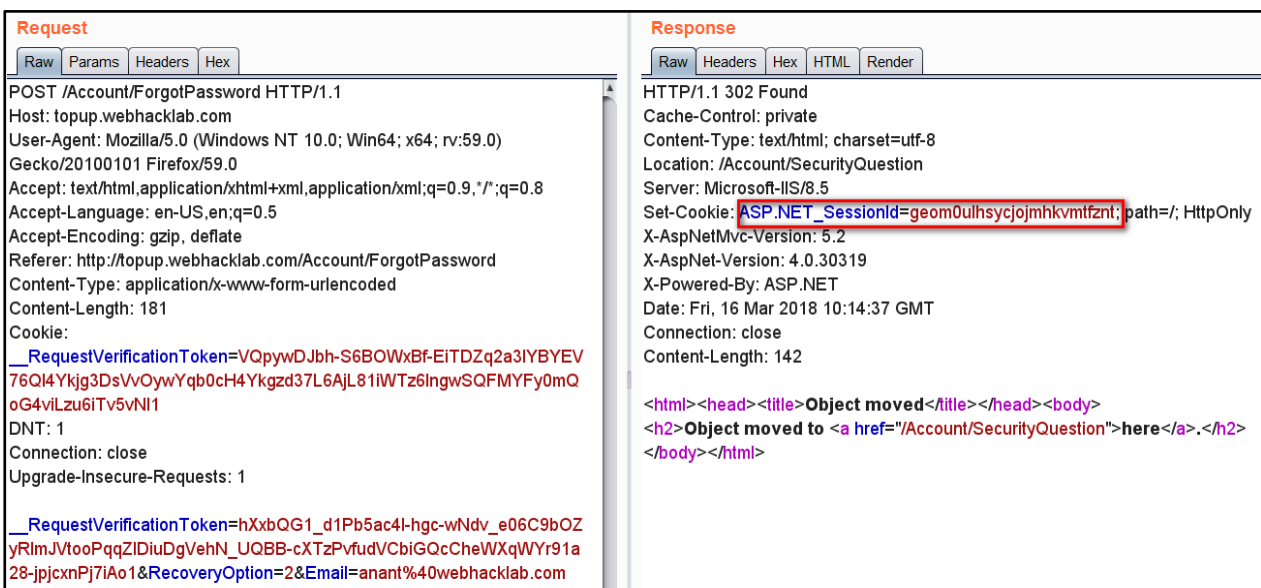 Request
Raw Params Headers Hex
POST /Account/ForgotPassword HTTP/1.1
Host: topup.webhacklab.com
User-Agent: Mozilla/5.0 (Windows NT 10.0; Win64; x64; rv:59.0)
Gecko/20100101 Firefox/59.0
Accept: text/html,application/xhtml+xml,application/xml;q=0.9,*/*;q=0.8
Accept-Language: en-US,en;q=0.5
Accept-Encoding: gzip, deflate
Referer: http://topup.webhacklab.com/Account/ForgotPassword
Content-Type: application/x-www-form-urlencoded
Content-Length: 181
Cookie:
__RequestVerificationToken=VQpywDJbh-S6BOWxBf-EiTDZq2a3lYBYEV
76Ql4Ykjg3DsVvOywYqb0cH4Ykgzd37L6AjL81iWTz6lngwSQFMYFy0mQ
oG4viLzu6iTv5vNl1
DNT: 1
Connection: close
Upgrade-Insecure-Requests: 1
__RequestVerificationToken=hXxbQG1_d1Pb5ac4l-hgc-wNdv_e06C9bOZ
yRlmJVtooPqqZIDiuDgVehN_UQBB-cXTzPvfudVCbiGQcCheWXqWYr91a
28-jpjcxnPj7iAo1&RecoveryOption=2&Email=anant%40webhacklab.com
Response
Raw Headers Hex HTML Render
HTTP/1.1 302 Found
Cache-Control: private
Content-Type: text/html; charset=utf-8
Location: /Account/SecurityQuestion
Server: Microsoft-IIS/8.5
Set-Cookie: ASP.NET_SessionId=geom0ulhsycjojmhkvmtfznt; path=/; HttpOnly
X-AspNetMvc-Version: 5.2
X-AspNet-Version: 4.0.30319
X-Powered-By: ASP.NET
Date: Fri, 16 Mar 2018 10:14:37 GMT
Connection: close
Content-Length: 142
<html><head><title>Object moved</title></head><body>
<h2>Object moved to <a href="/Account/SecurityQuestion">here</a>.</h2>
</body></html>